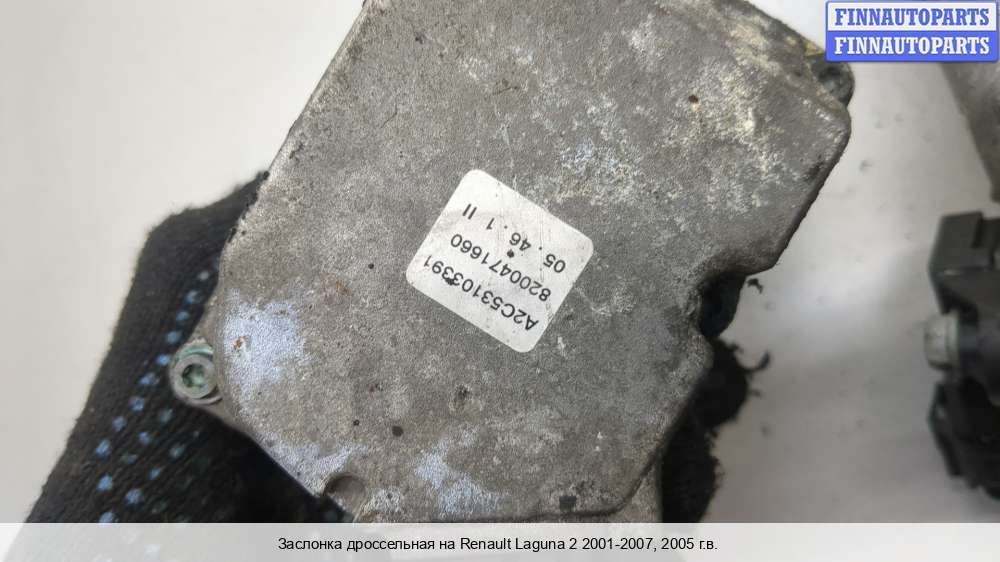 FINNAUTOPARTS
FINNAUTOPARTS
A2C53103391
8200471660
05. 46. 1 II
Заслонка дроссельная на Renault Laguna 2 2001-2007, 2005 г.в.